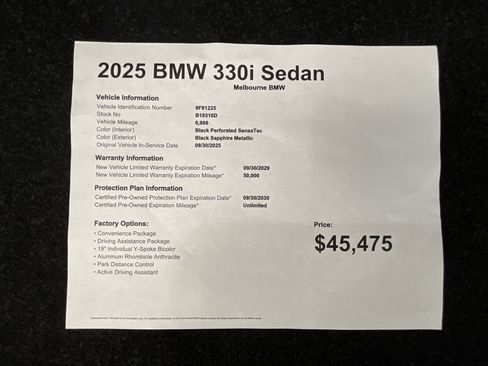 2025 BMW 330i Sedan
Melbourne BMW
Vehicle Information
Vehicle Identification Number 8F81225
Stock No B18310D
Vehicle Mileage 6,999
Color (Interior) Black Perforated SensaTec
Color (Exterior) Black Sapphire Metallic
Original Vehicle In-Service Date 09/30/2025
Warranty Information
New Vehicle Limited Warranty Expiration Date* 09/30/2029
New Vehicle Limited Warranty Expiration Mileage* 50,000
Protection Plan Information
Certified Pre-Owned Protection Plan Expiration Date* 09/30/2030
Certified Pre-Owned Expiration Mileage* Unlimited
Factory Options:
• Convenience Package
• Driving Assistance Package
• 19" Individual Y-Spoke Bicolor
• Aluminum Rhombicle Anthracite
• Park Distance Control
• Active Driving Assistant
Price:
$45,475